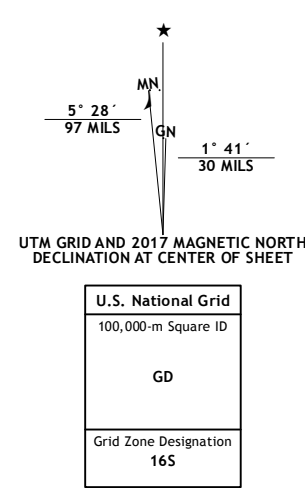 ★
MN
GN
5° 28´
97 MILS
1° 41´
30 MILS
UTM GRID AND 2017 MAGNETIC NORTH
DECLINATION AT CENTER OF SHEET
U.S. National Grid
100,000-m Square ID
GD
Grid Zone Designation
16S